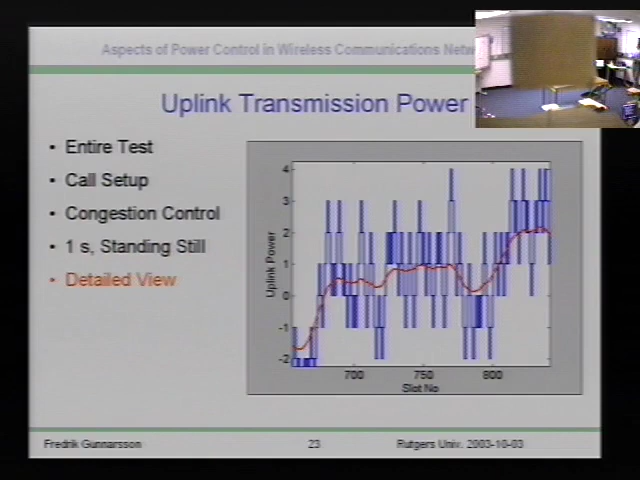 Aspects of Power Control in Wireless Communications
Uplink Transmission Power
• Entire Test
• Call Setup
• Congestion Control
• 1 s, Standing Still
• Detailed View
4
3
2
1
0
-1
-2
Uplink Power
700 750 800
Slot No
Fredrik Gunnarsson 23 Rutgers Univ. 2003-10-03